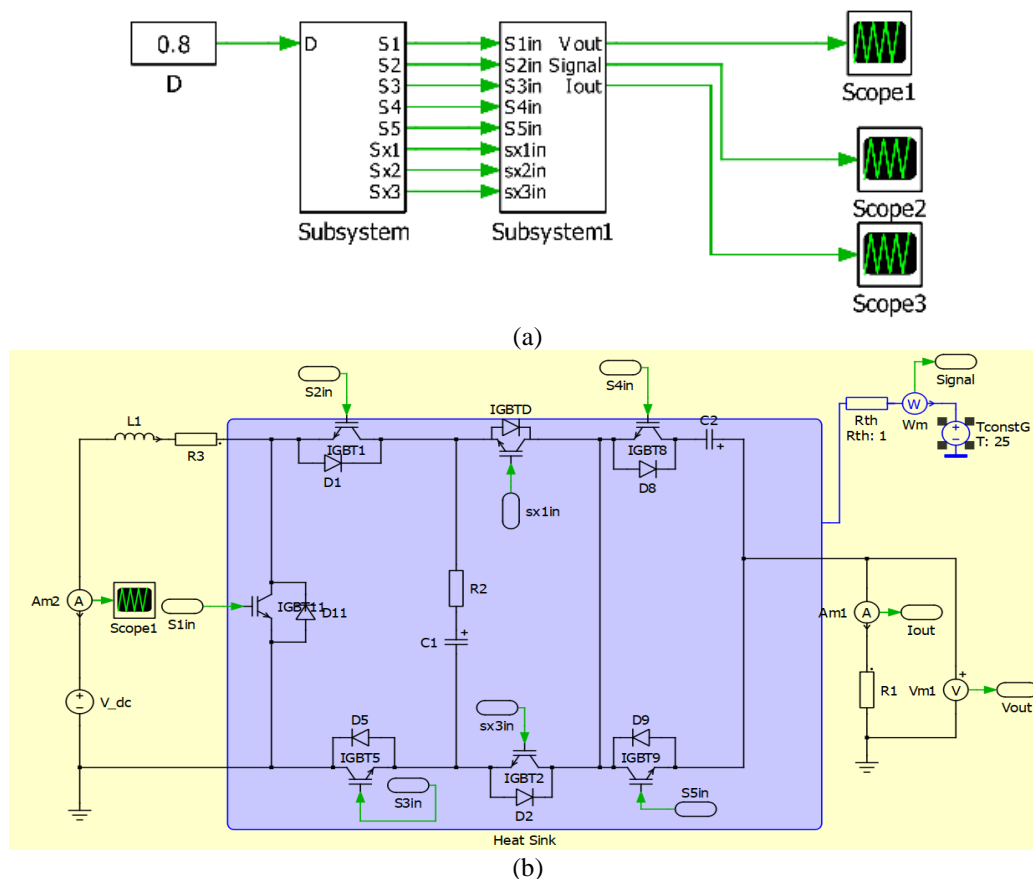 0.8
D
D
S1
S2
S3
S4
S5
Sx1
Sx2
Sx3
Subsystem
S1in
S2in
S3in
S4in
S5in
sx1in
sx2in
sx3in
Vout
Signal
Iout
Subsystem1
Scope1
Scope2
Scope3
(a)
S2in
S4in
Signal
L1
R3
IGBT1
D1
IGBTD
sx1in
IGBT8
D8
C2
Rth
Rth: 1
W
Wm
TconstG
T: 25
Am2
A
Scope1
S1in
IGBT11
D11
R2
C1
Am1
A
Iout
V_dc
R1
Vm1
V
Vout
D5
IGBT5
S3in
sx3in
IGBT2
D2
D9
IGBT9
S5in
Heat Sink
(b)